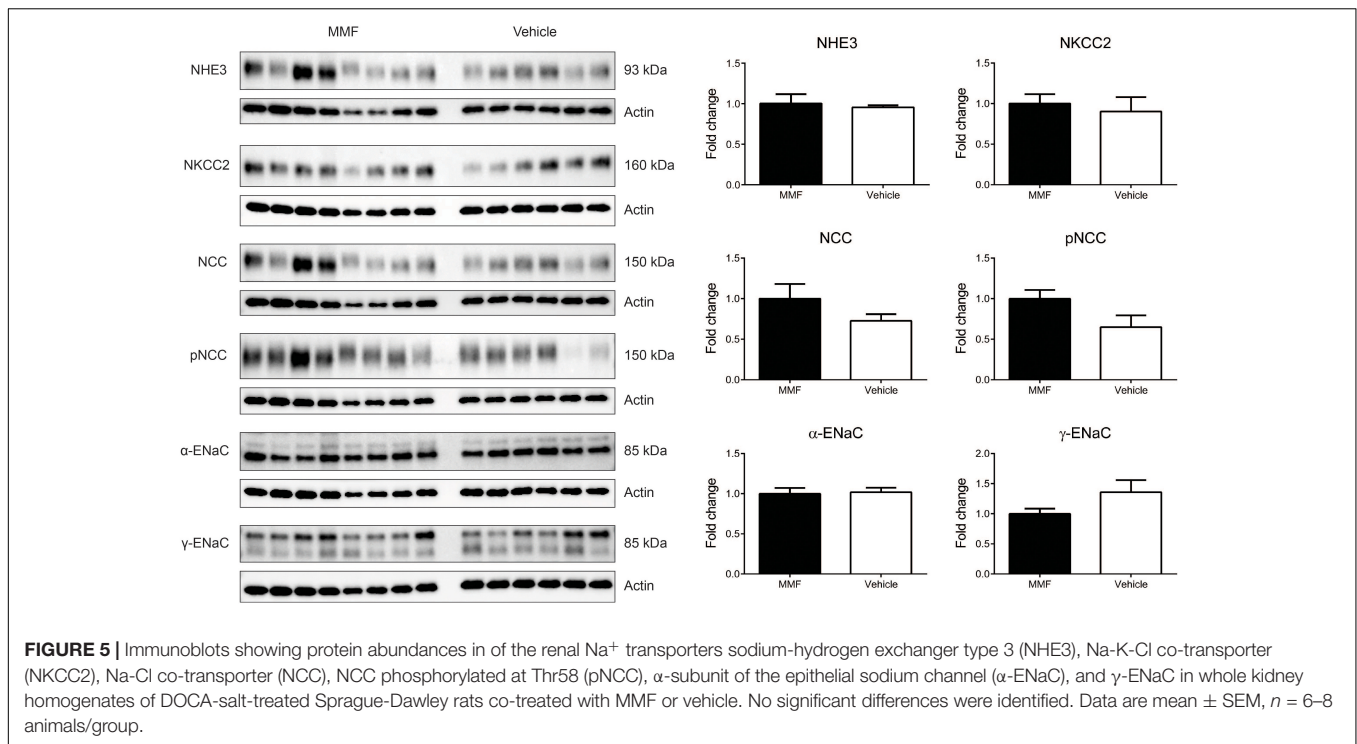 MMF Vehicle
NHE3 93 kDa
Actin
NKCC2 160 kDa
Actin
NCC 150 kDa
Actin
pNCC 150 kDa
Actin
α-ENaC 85 kDa
Actin
γ-ENaC 85 kDa
Actin
NHE3
Fold change
1.5
1.0
0.5
0.0
MMF Vehicle
NKCC2
Fold change
1.5
1.0
0.5
0.0
MMF Vehicle
NCC
Fold change
1.5
1.0
0.5
0.0
MMF Vehicle
pNCC
Fold change
1.5
1.0
0.5
0.0
MMF Vehicle
α-ENaC
Fold change
1.5
1.0
0.5
0.0
MMF Vehicle
γ-ENaC
Fold change
2.0
1.5
1.0
0.5
0.0
MMF Vehicle
FIGURE 5 | Immunoblots showing protein abundances in of the renal Na+ transporters sodium-hydrogen exchanger type 3 (NHE3), Na-K-Cl co-transporter
(NKCC2), Na-Cl co-transporter (NCC), NCC phosphorylated at Thr58 (pNCC), α-subunit of the epithelial sodium channel (α-ENaC), and γ-ENaC in whole kidney
homogenates of DOCA-salt-treated Sprague-Dawley rats co-treated with MMF or vehicle. No significant differences were identified. Data are mean ± SEM, n = 6–8
animals/group.